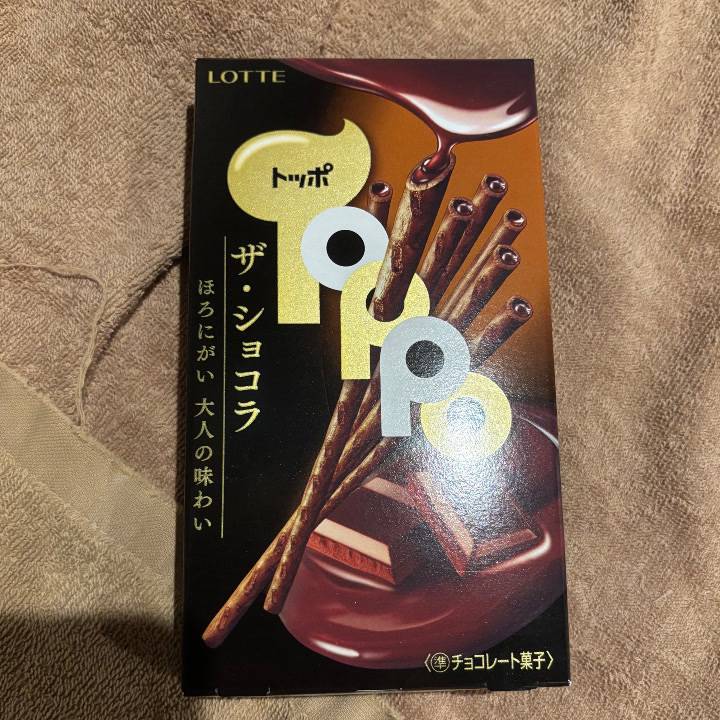 LOTTE
トッポ
Toppo
ザ・ショコラ
ほろにがい 大人の味わい
〈㊜チョコレート菓子〉